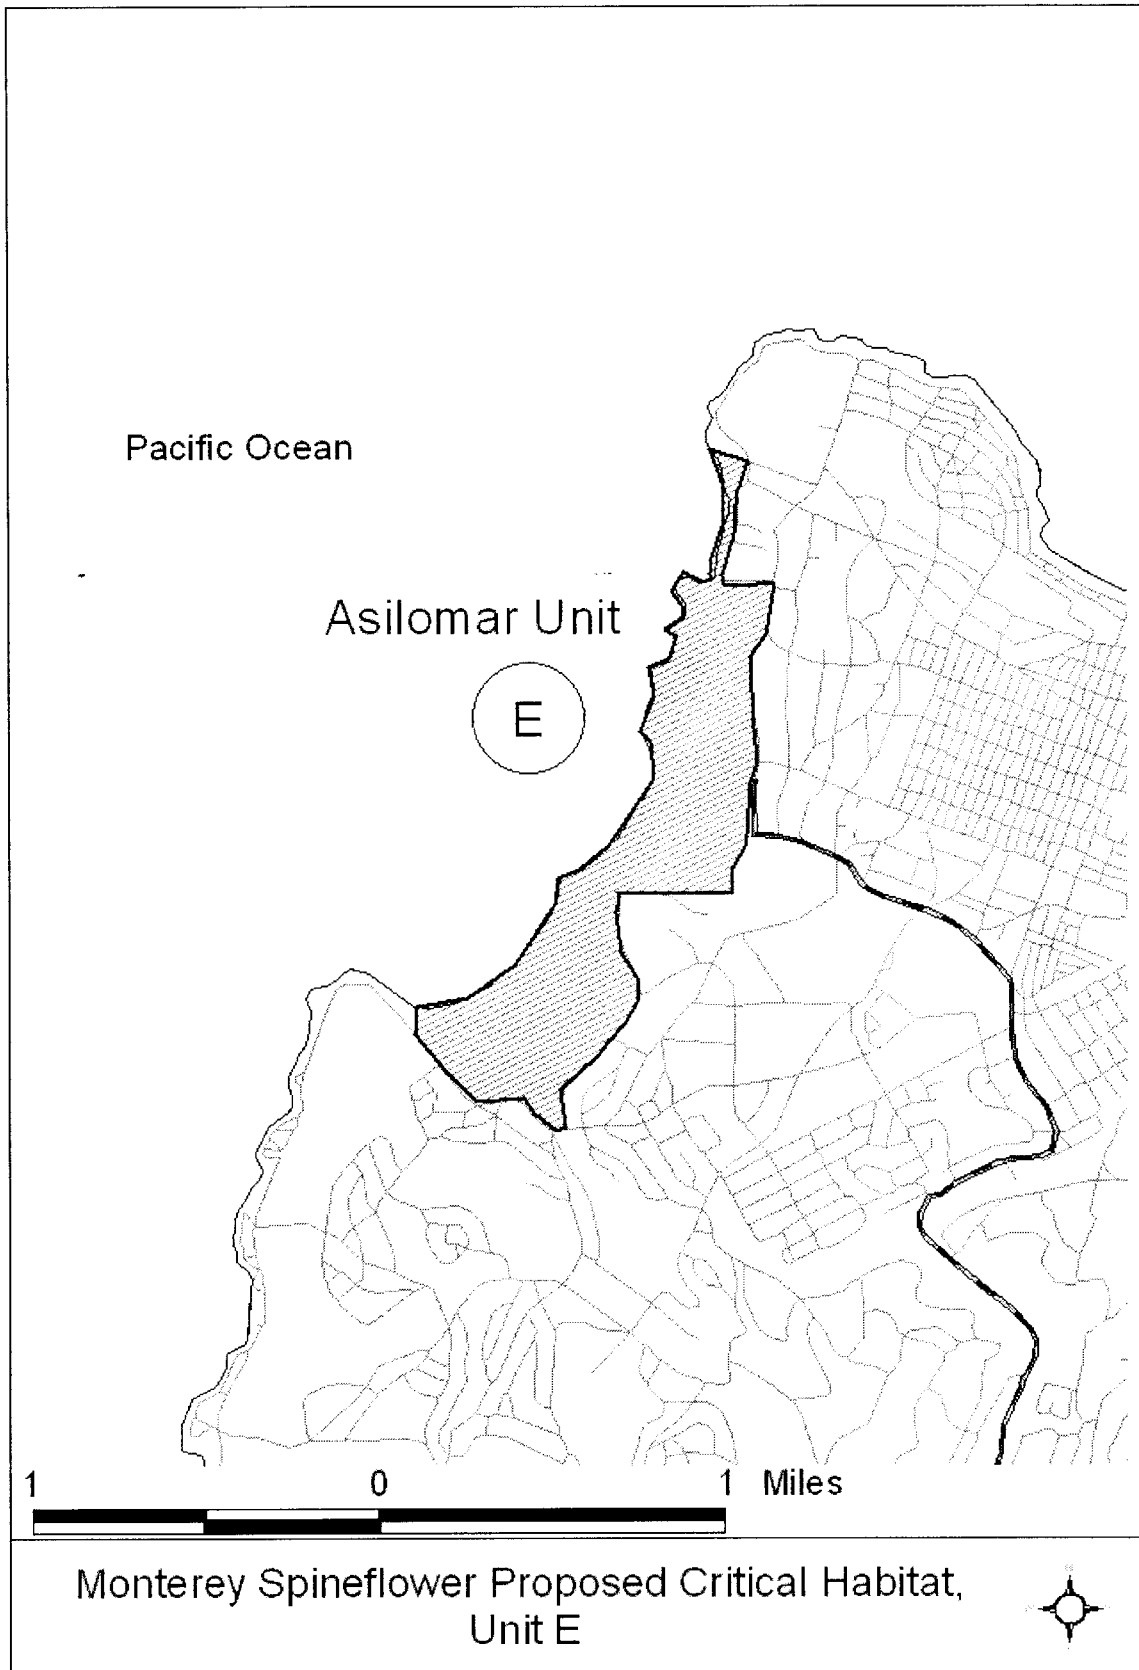 Pacific Ocean
Asilomar Unit
E
1 0 1 Miles
Monterey Spineflower Proposed Critical Habitat,
Unit E